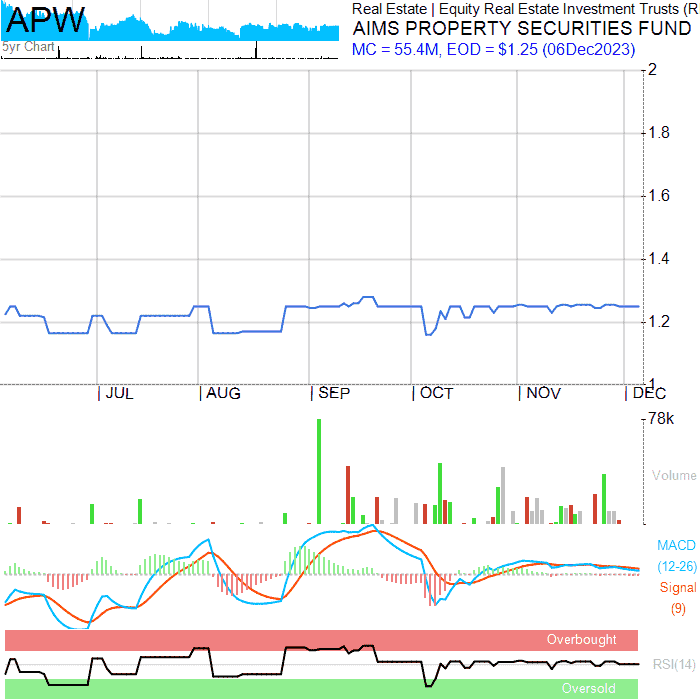 APW
5yr Chart
Real Estate | Equity Real Estate Investment Trusts (R
AIMS PROPERTY SECURITIES FUND
MC = 55.4M, EOD = $1.25 (06Dec2023)
2
1.8
1.6
1.4
1.2
1
JUL AUG SEP OCT NOV DEC
78k
Volume
MACD
(12-26)
Signal
(9)
Overbought
RSI(14)
Oversold